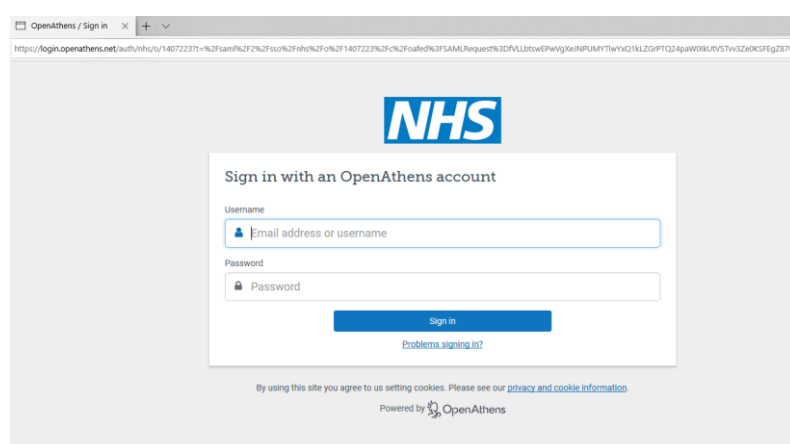 OpenAthens / Sign in
https://login.openathens.net/auth/nhs/o/1407223?t=%2Fsaml%2F2%2Fsso%2Fnhs%2Fo%2F1407223%2Fc%2Foafed%3FSAMLRequest%3DfVLLbtswEPwVgXeJNPUMYTlwYxQ1kLZGrPTQ24paW0IkUtVSTvv3Ze0KSFEgZ87
NHS
Sign in with an OpenAthens account
Username
Email address or username
Password
Password
Sign in
Problems signing in?
By using this site you agree to us setting cookies. Please see our privacy and cookie information.
Powered by OpenAthens